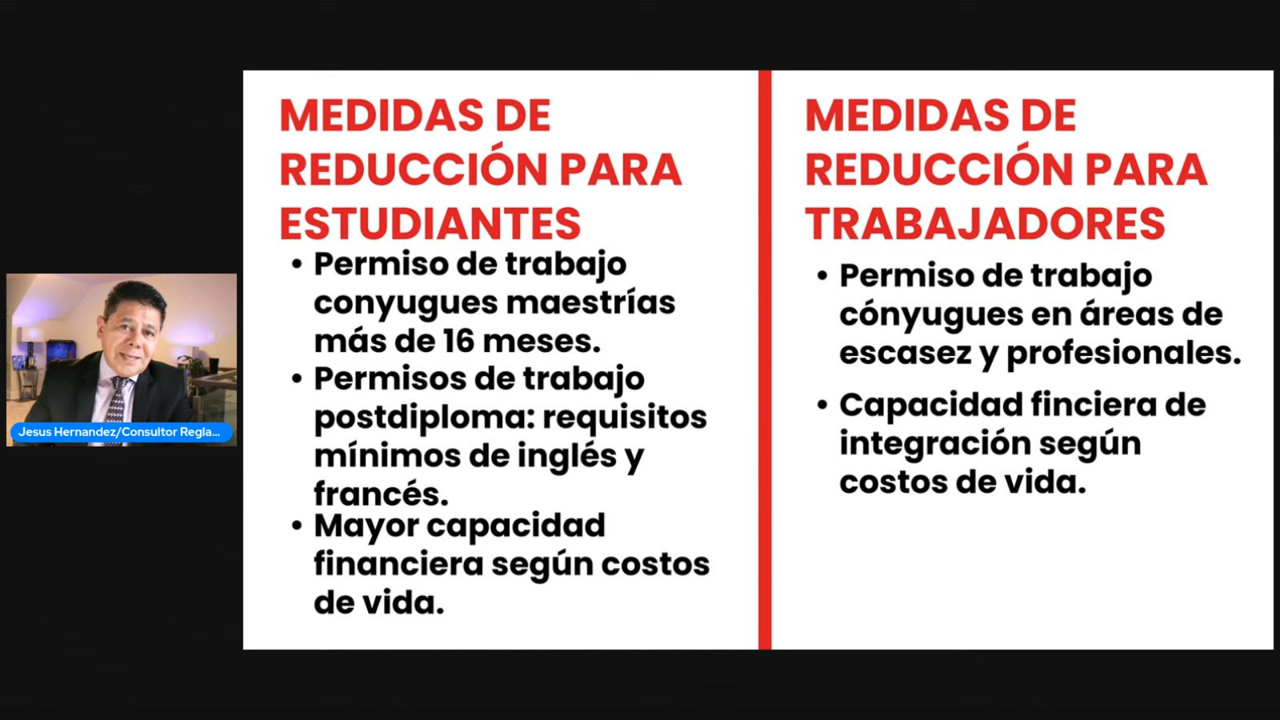 MEDIDAS DE
REDUCCIÓN PARA
ESTUDIANTES
• Permiso de trabajo
conyugues maestrías
más de 16 meses.
• Permisos de trabajo
postdiploma: requisitos
mínimos de inglés y
francés.
• Mayor capacidad
financiera según costos
de vida.
MEDIDAS DE
REDUCCIÓN PARA
TRABAJADORES
• Permiso de trabajo
cónyugues en áreas de
escasez y profesionales.
• Capacidad finciera de
integración según
costos de vida.
Jesus Hernandez/Consultor Regla...